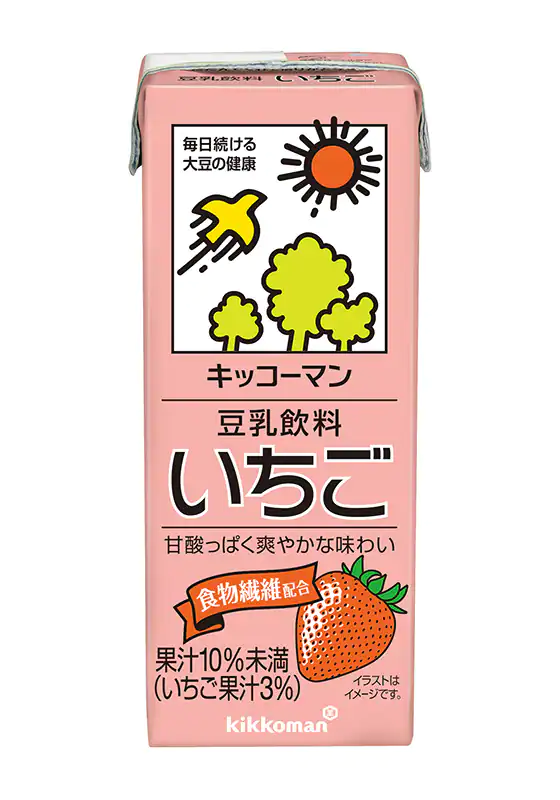 豆乳飲料 いちご
毎日続ける
大豆の健康
キッコーマン
豆乳飲料
いちご
甘酸っぱく爽やかな味わい
食物繊維配合
果汁10%未満
(いちご果汁3%)
イラストは
イメージです。
kikkoman